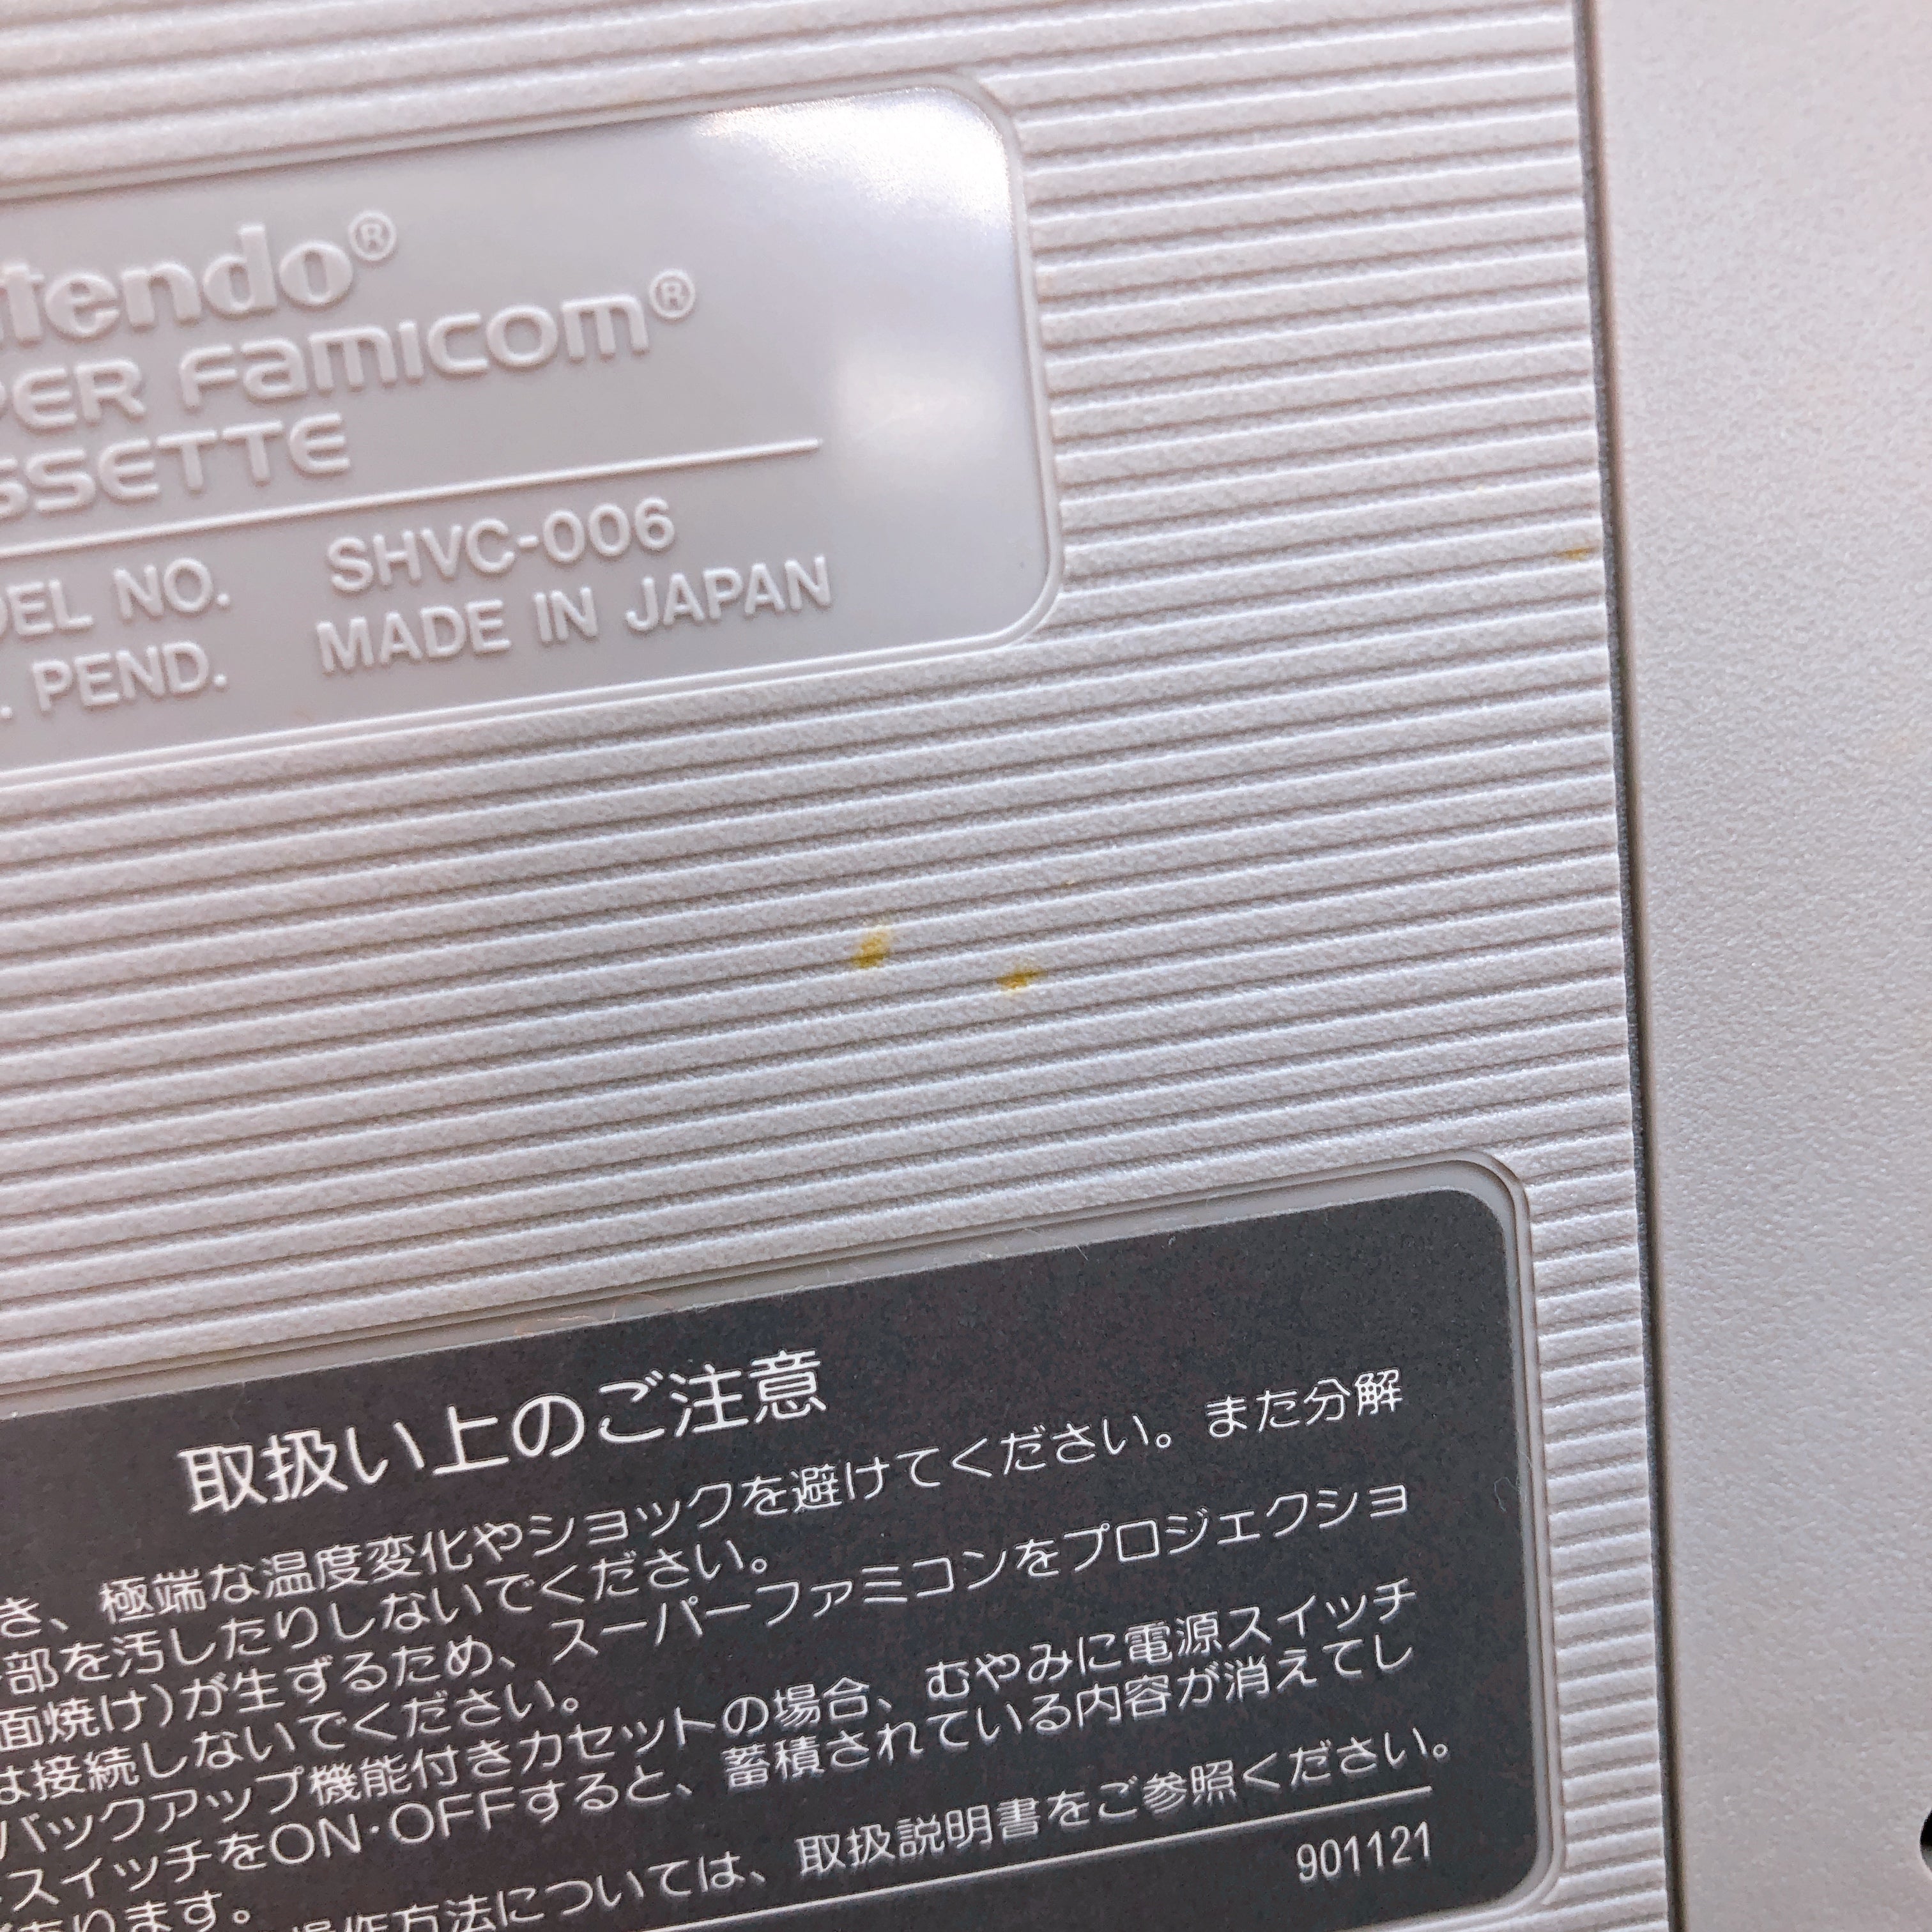 ntendo®
PER FAMICOM®
SSETTE
DEL NO. SHVC-006
. PEND. MADE IN JAPAN
取扱い上のご注意
き、極端な温度変化やショックを避けてください。また分解
部を汚したりしないでください。
面焼け)が生ずるため、スーパーファミコンをプロジェクショ
は接続しないでください。
バックアップ機能付きカセットの場合、むやみに電源スイッチ
スイッチをON·OFFすると、蓄積されている内容が消えてし
あります。
操作方法については、取扱説明書をご参照ください。
901121